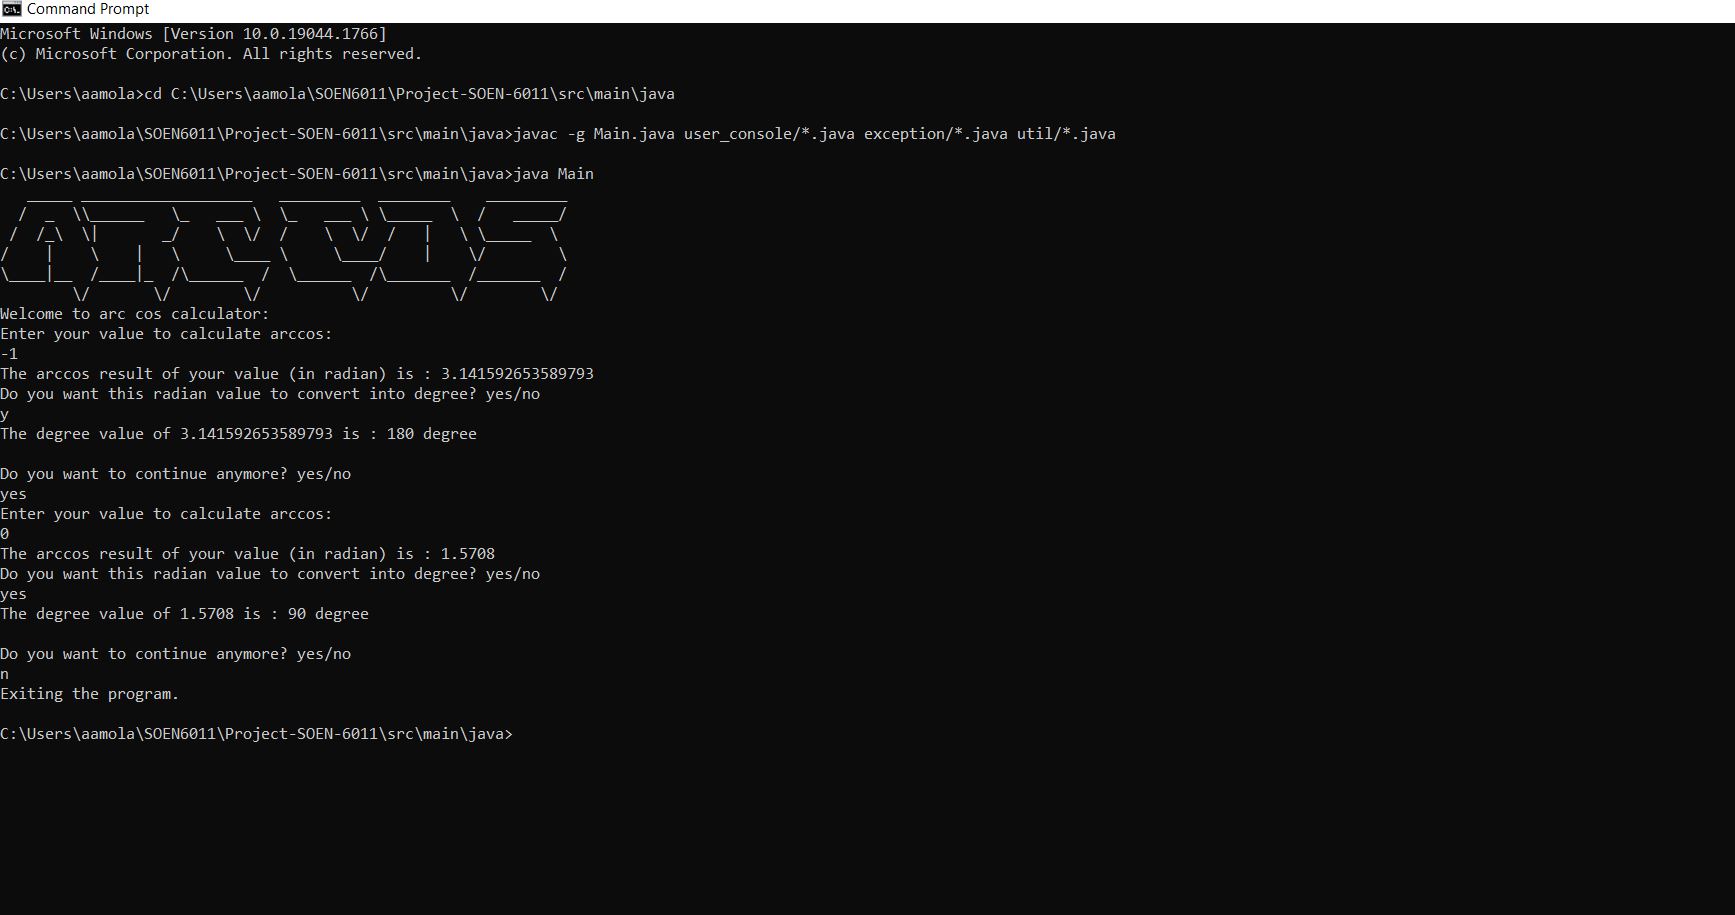 Command Prompt
Microsoft Windows [Version 10.0.19044.1766]
(c) Microsoft Corporation. All rights reserved.
C:\Users\aamola>cd C:\Users\aamola\SOEN6011\Project-SOEN-6011\src\main\java
C:\Users\aamola\SOEN6011\Project-SOEN-6011\src\main\java>javac -g Main.java user_console/*.java exception/*.java util/*.java
C:\Users\aamola\SOEN6011\Project-SOEN-6011\src\main\java>java Main
ARCCOS
Welcome to arc cos calculator:
Enter your value to calculate arccos:
-1
The arccos result of your value (in radian) is : 3.141592653589793
Do you want this radian value to convert into degree? yes/no
y
The degree value of 3.141592653589793 is : 180 degree
Do you want to continue anymore? yes/no
yes
Enter your value to calculate arccos:
0
The arccos result of your value (in radian) is : 1.5708
Do you want this radian value to convert into degree? yes/no
yes
The degree value of 1.5708 is : 90 degree
Do you want to continue anymore? yes/no
n
Exiting the program.
C:\Users\aamola\SOEN6011\Project-SOEN-6011\src\main\java>